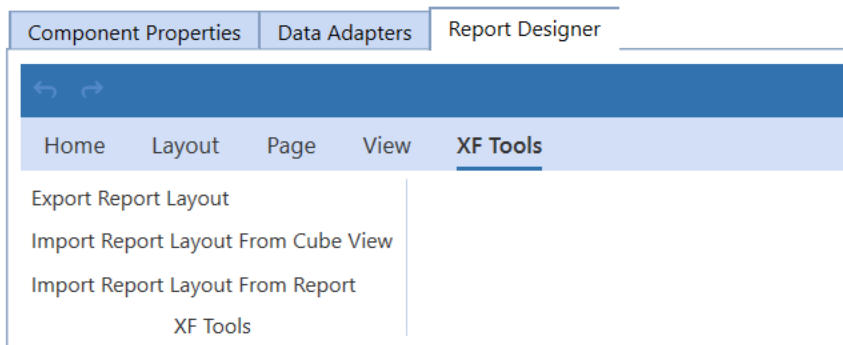 Component Properties Data Adapters Report Designer
Home Layout Page View XF Tools
Export Report Layout
Import Report Layout From Cube View
Import Report Layout From Report
XF Tools